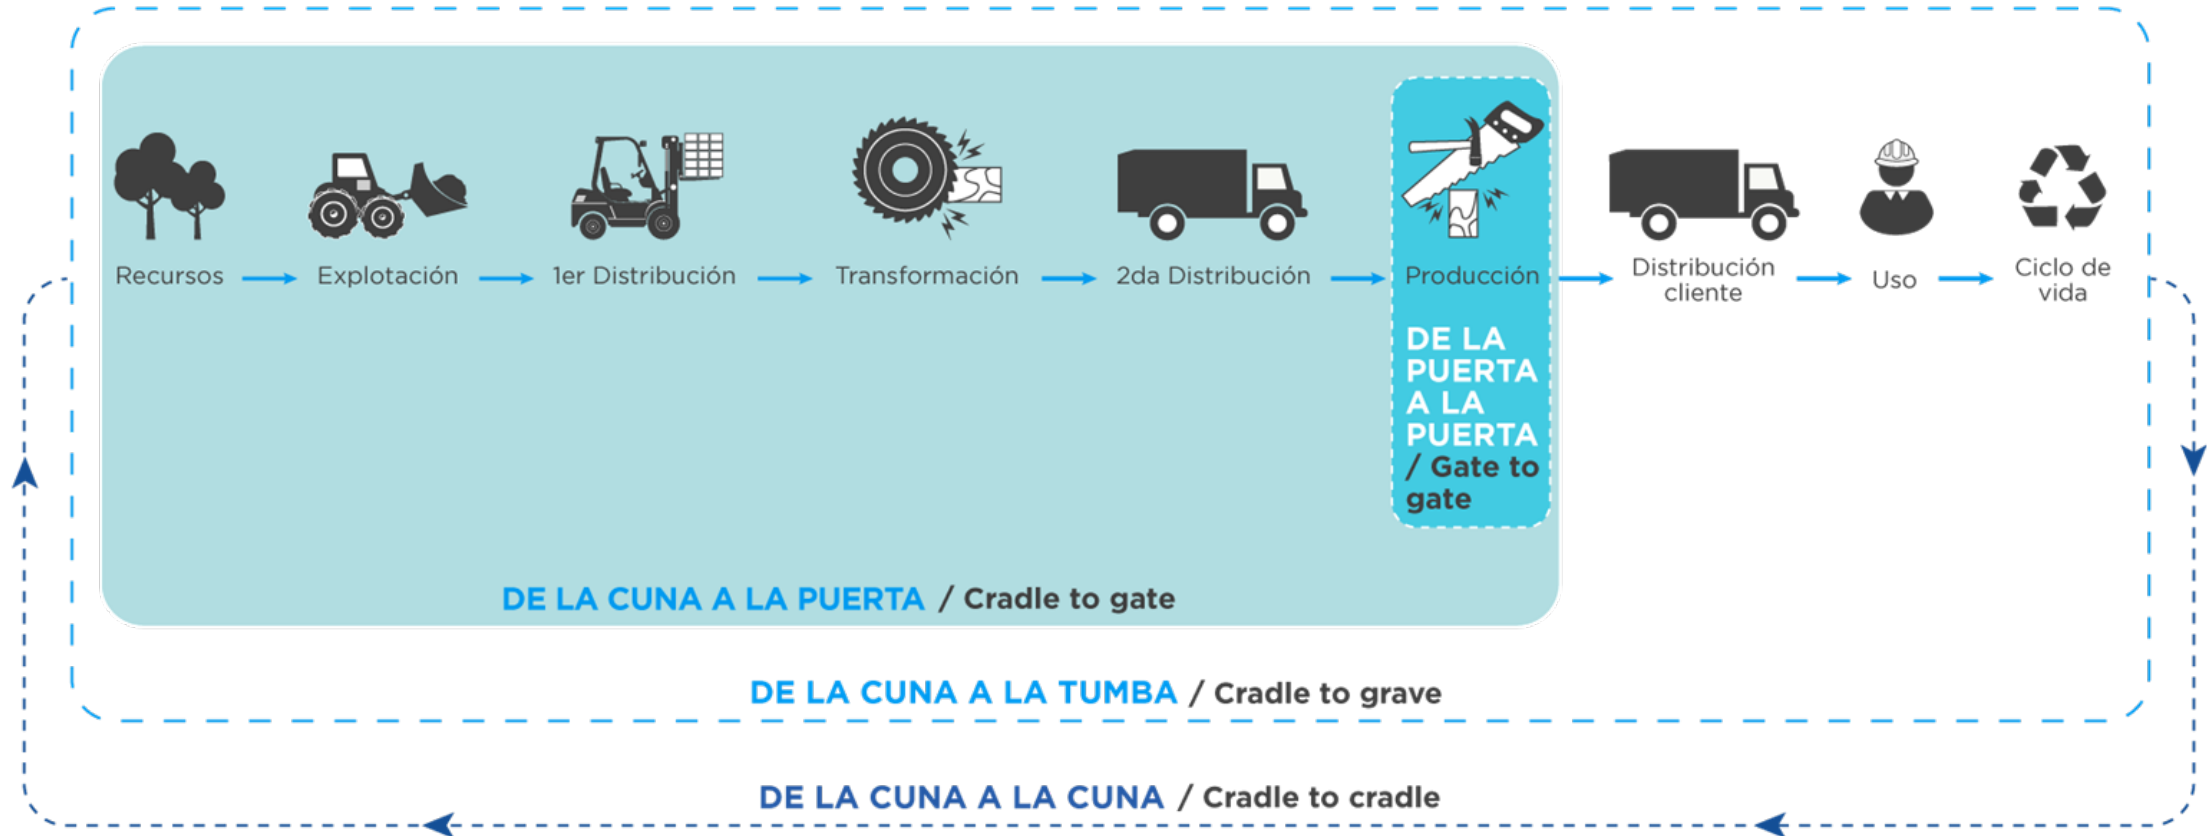 Recursos
Explotación
1er Distribución
Transformación
2da Distribución
Producción
Distribución
cliente
Uso
Ciclo de
vida
DE LA
PUERTA
A LA
PUERTA
/ Gate to
gate
DE LA CUNA A LA PUERTA / Cradle to gate
DE LA CUNA A LA TUMBA / Cradle to grave
DE LA CUNA A LA CUNA / Cradle to cradle